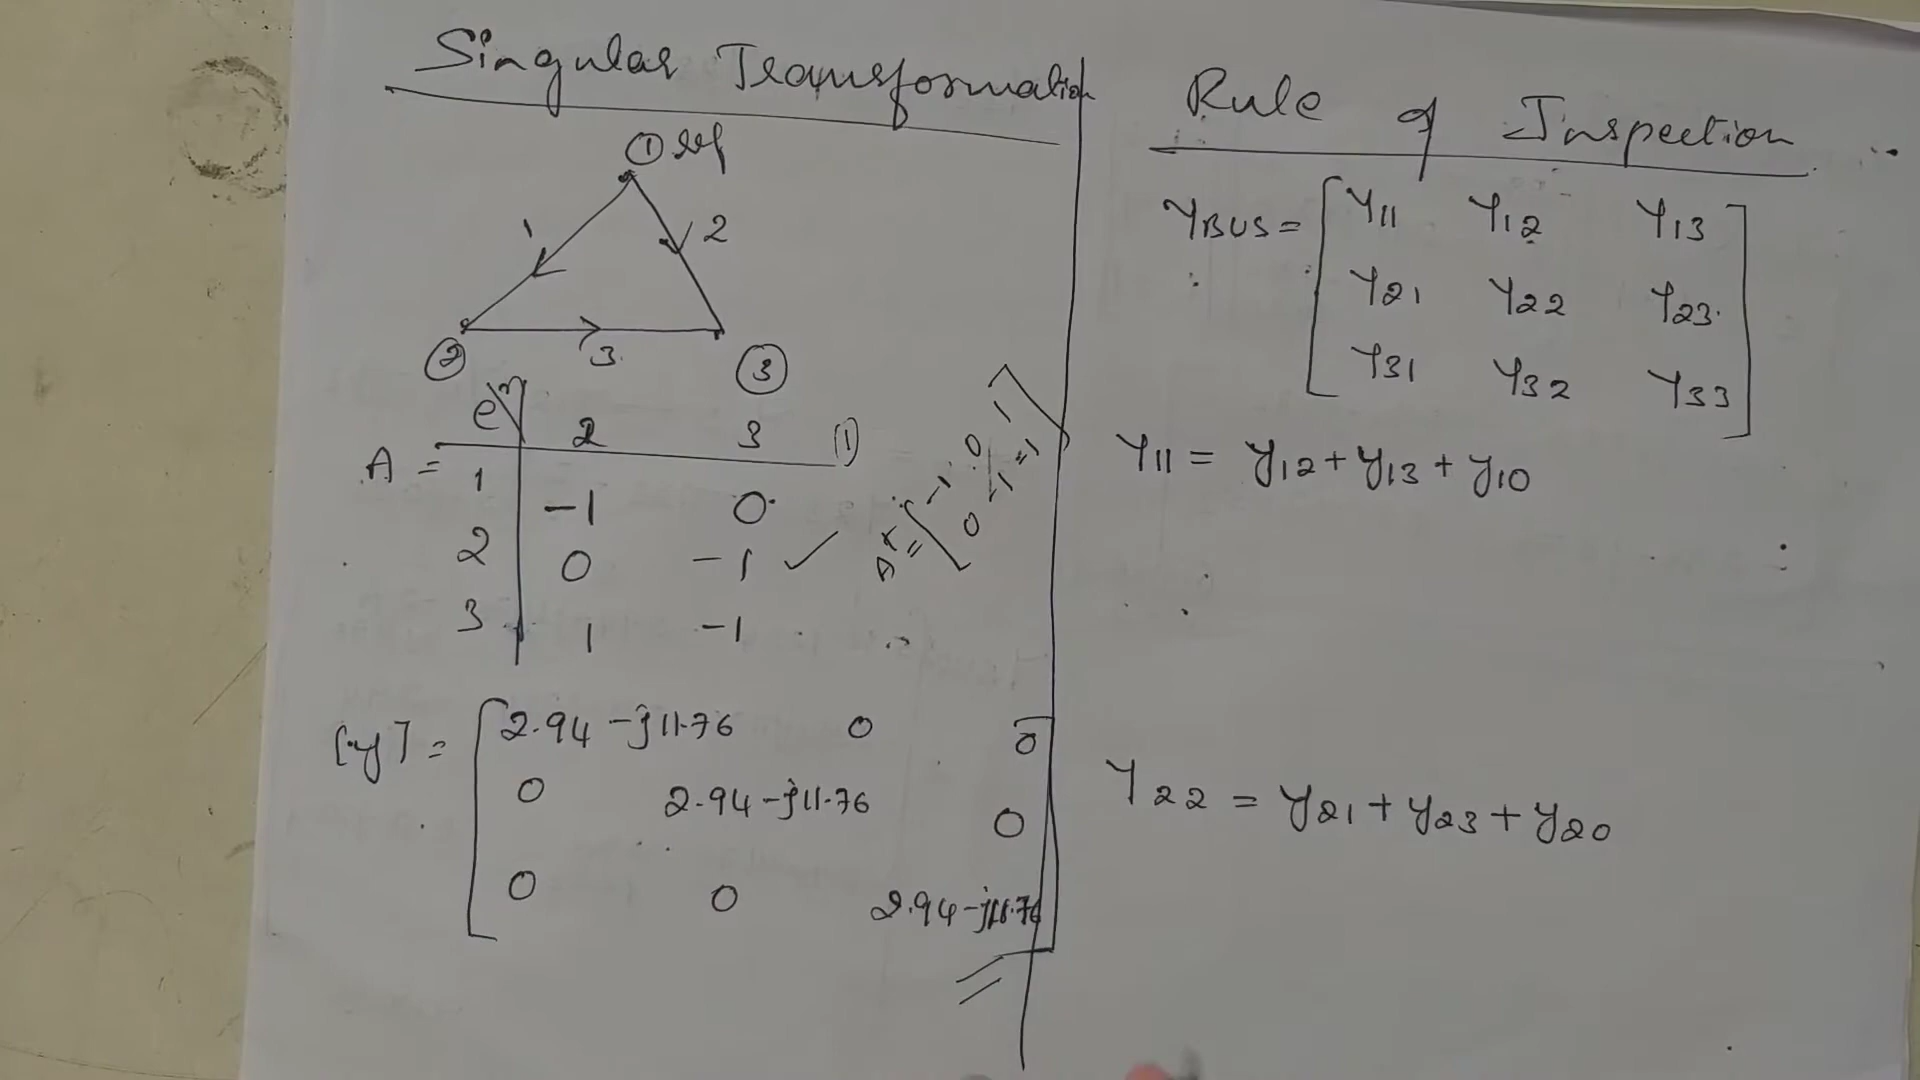 Singular Transformation
① ref
1
2
② 3 ③
e n 2 3 ①
A = 1 -1 0
2 0 -1 ✓
3 1 -1
Aᵀ = [ -1 0 1
0 -1 -1 ]
[y] = [ 2.94 - j11.76 0 0
0 2.94 - j11.76 0
0 0 2.94 - j11.76 ]
Rule of Inspection
YBUS = [ Y11 Y12 Y13
Y21 Y22 Y23
Y31 Y32 Y33 ]
Y11 = y12 + y13 + y10
Y22 = y21 + y23 + y20